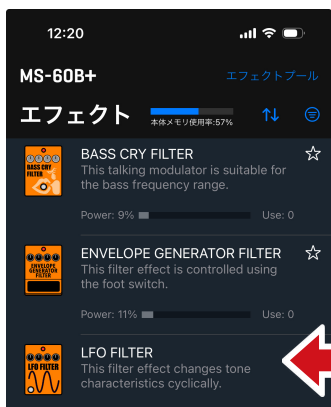 12:20
MS-60B+ エフェクトプール
エフェクト 本体メモリ使用率:57%
BASS CRY FILTER
This talking modulator is suitable for
the bass frequency range.
Power: 9% Use: 0
ENVELOPE GENERATOR FILTER
This filter effect is controlled using
the foot switch.
Power: 11% Use: 0
LFO FILTER
This filter effect changes tone
characteristics cyclically.
BASS CRY
FILTER
ENVELOPE
GENERATOR
FILTER
LFO FILTER